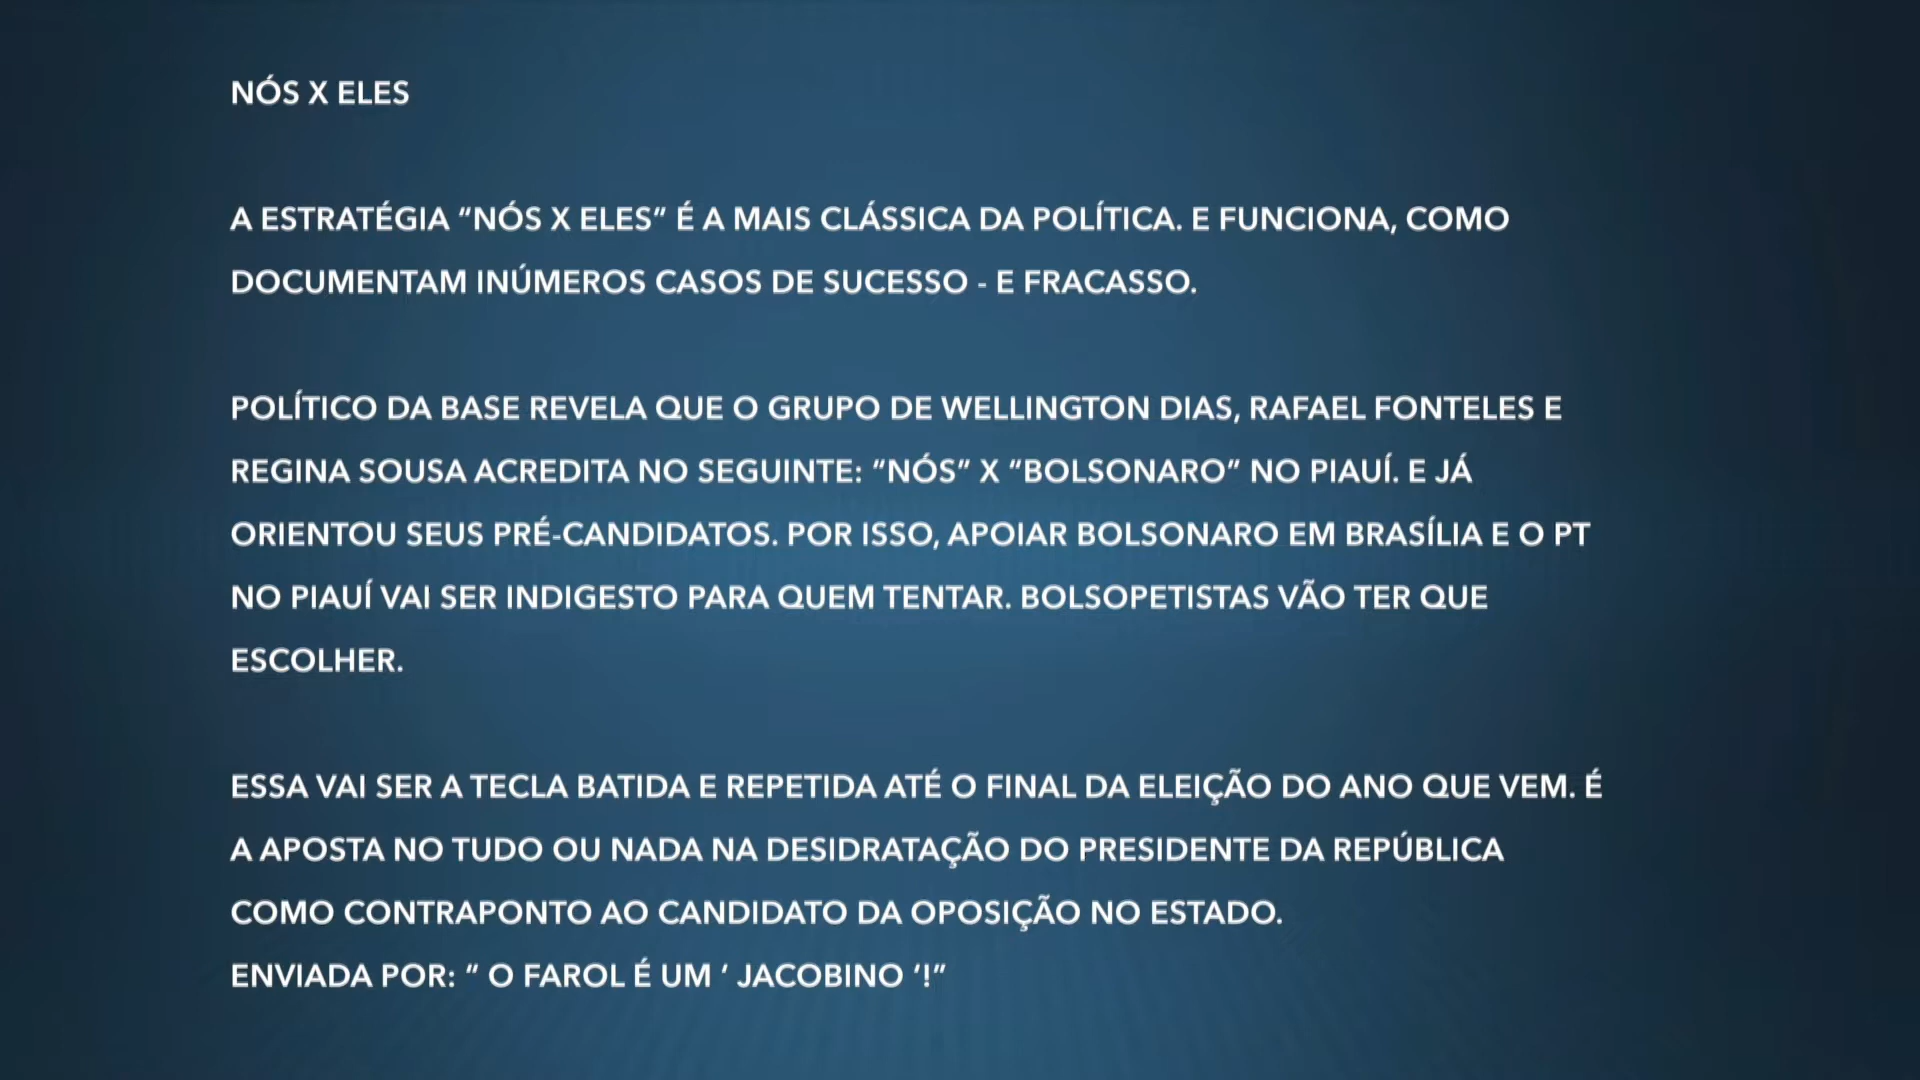 NÓS X ELES
A ESTRATÉGIA “NÓS X ELES” É A MAIS CLÁSSICA DA POLÍTICA. E FUNCIONA, COMO
DOCUMENTAM INÚMEROS CASOS DE SUCESSO - E FRACASSO.
POLÍTICO DA BASE REVELA QUE O GRUPO DE WELLINGTON DIAS, RAFAEL FONTELES E
REGINA SOUSA ACREDITA NO SEGUINTE: “NÓS” X “BOLSONARO” NO PIAUÍ. E JÁ
ORIENTOU SEUS PRÉ-CANDIDATOS. POR ISSO, APOIAR BOLSONARO EM BRASÍLIA E O PT
NO PIAUÍ VAI SER INDIGESTO PARA QUEM TENTAR. BOLSOPETISTAS VÃO TER QUE
ESCOLHER.
ESSA VAI SER A TECLA BATIDA E REPETIDA ATÉ O FINAL DA ELEIÇÃO DO ANO QUE VEM. É
A APOSTA NO TUDO OU NADA NA DESIDRATAÇÃO DO PRESIDENTE DA REPÚBLICA
COMO CONTRAPONTO AO CANDIDATO DA OPOSIÇÃO NO ESTADO.
ENVIADA POR: “ O FAROL É UM ‘ JACOBINO ‘!”